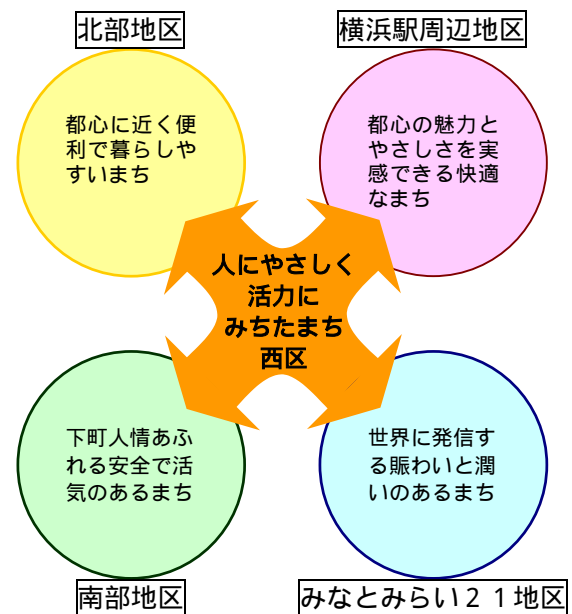 北部地区
横浜駅周辺地区
都心に近く便
利で暮らしや
すいまち
都心の魅力と
やさしさを実
感できる快適
なまち
人にやさしく
活力に
みちたまち
西区
下町人情あふ
れる安全で活
気のあるまち
世界に発信す
る賑わいと潤
いのあるまち
南部地区
みなとみらい２１地区